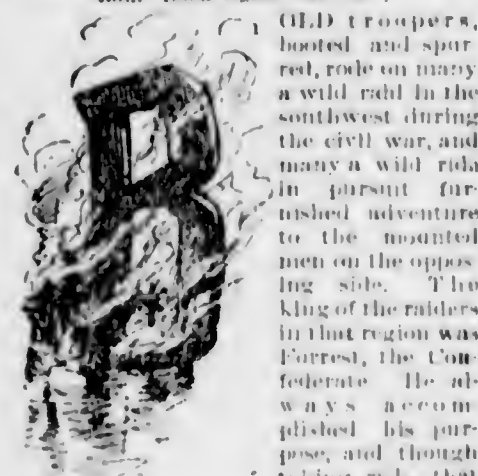 BOLD troopers,
booted and spur
red, rode on many
a wild raid in the
southwest during
the civil war, and
many a wild ride
in pursuit fur-
nished adventure
to the mounted
men on the oppos
ing side. The
king of the raiders
in that region was
Forrest, the Con-
federate. He al
ways accom
plished his pur-
pose, and though